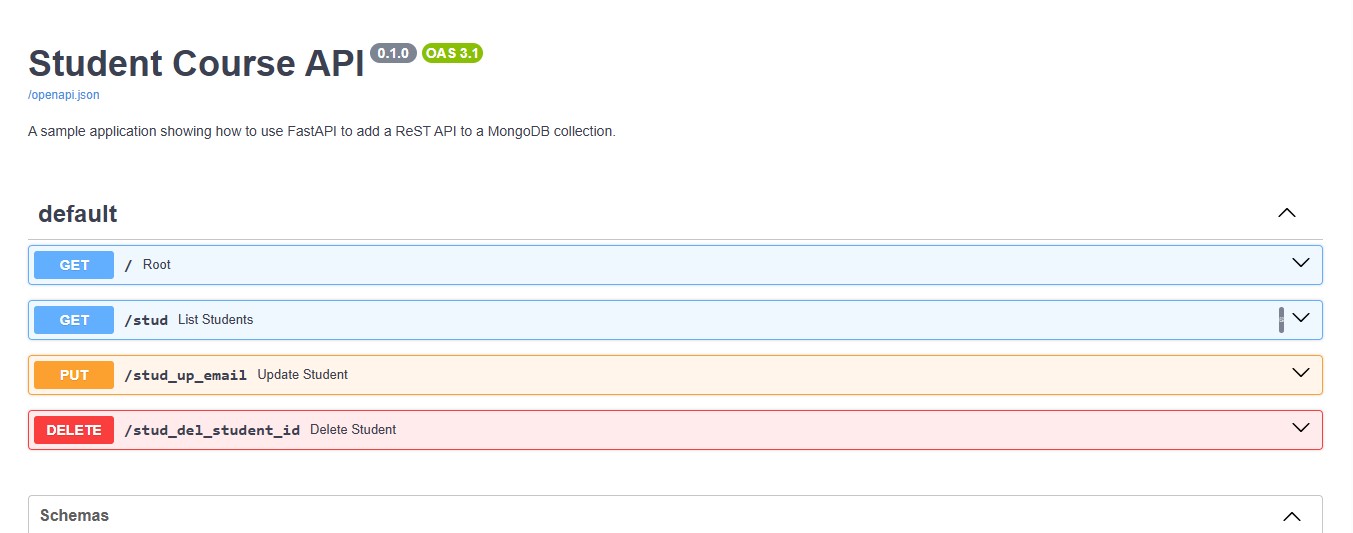 Student Course API 0.1.0 OAS 3.1
/openapi.json
A sample application showing how to use FastAPI to add a ReST API to a MongoDB collection.
default
GET / Root
GET /stud List Students
PUT /stud_up_email Update Student
DELETE /stud_del_student_id Delete Student
Schemas